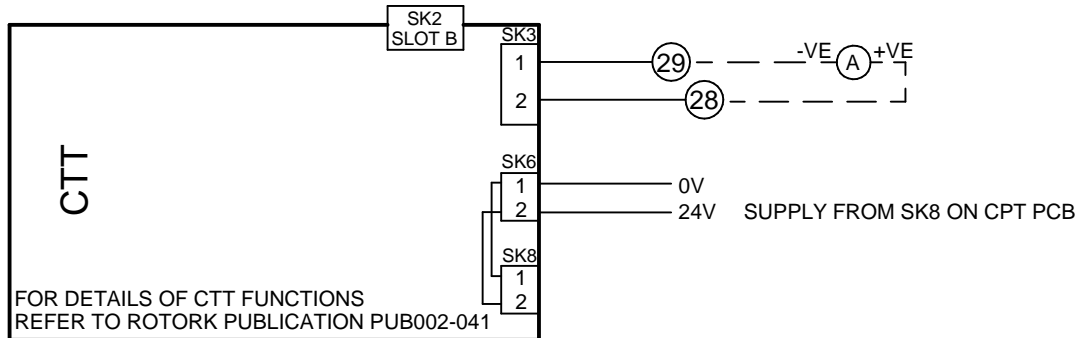 SK2
SLOT B
SK3
1
29
-VE
A
+VE
2
28
CTT
SK6
1
0V
2
24V SUPPLY FROM SK8 ON CPT PCB
SK8
1
2
FOR DETAILS OF CTT FUNCTIONS
REFER TO ROTORK PUBLICATION PUB002-041